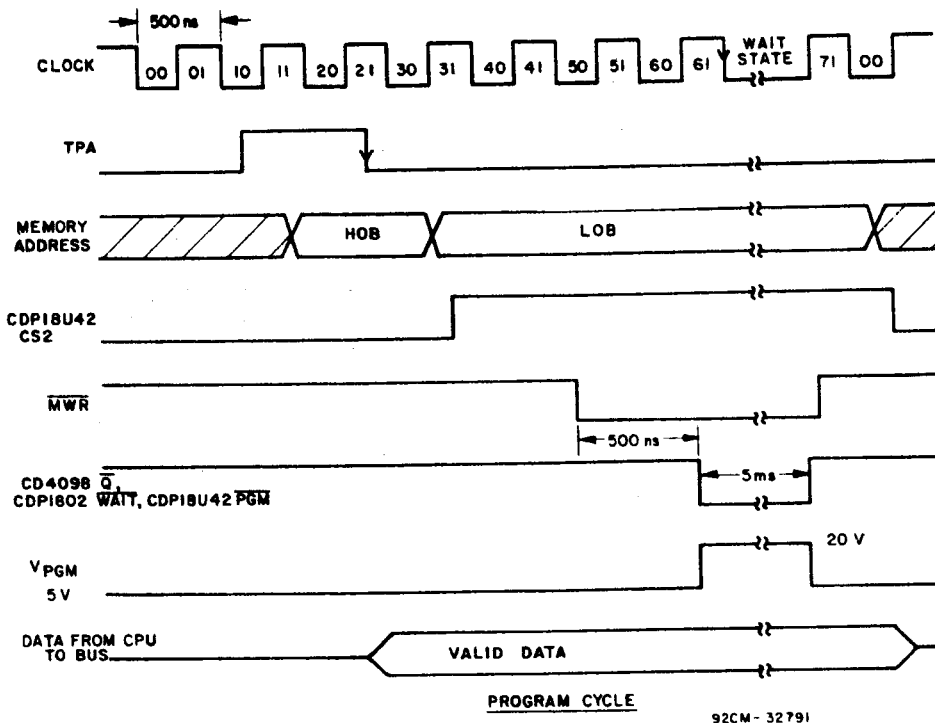 500 ns
CLOCK 00 01 10 11 20 21 30 31 40 41 50 51 60 61 WAIT STATE 71 00
TPA
MEMORY ADDRESS HOB LOB
CDP18U42 CS2
MWR
500 ns
CD4098 Q,
CDP1802 WAIT, CDP18U42 PGM
5ms
20 V
VPGM
5 V
DATA FROM CPU
TO BUS
VALID DATA
PROGRAM CYCLE
92CM-32791